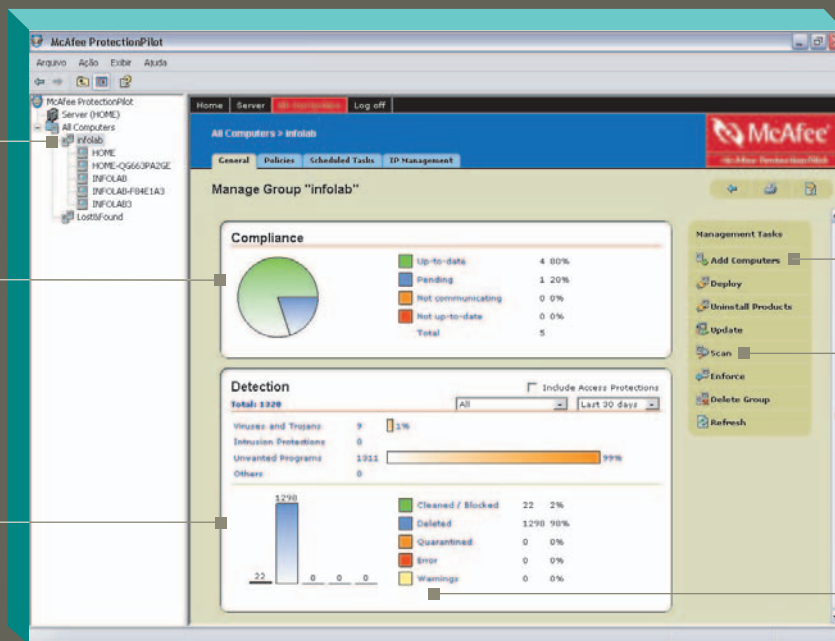 McAfee ProtectionPilot
Arquivo Ação Exibir Ajuda
McAfee ProtectionPilot
Server (HOME)
All Computers
infolab
HOME
HOME-QG663PA2GE
INFOLAB
INFOLAB-F84E1A3
INFOLAB3
Lost&Found
Home Server Log off
All Computers > infolab
McAfee
General Policies Scheduled Tasks IP Management
Manage Group "infolab"
Compliance
Up-to-date 4 80%
Pending 1 20%
Not communicating 0 0%
Not up-to-date 0 0%
Total 5
Detection
Include Access Protections
Total: 1320
All
Last 30 days
Viruses and Trojans 9 1%
Intrusion Protections 0
Unwanted Programs 1311 99%
Others 0
1298
22 0 0 0
Cleaned / Blocked 22 2%
Deleted 1298 98%
Quarantined 0 0%
Error 0 0%
Warnings 0 0%
Management Tasks
Add Computers
Deploy
Uninstall Products
Update
Scan
Enforce
Delete Group
Refresh